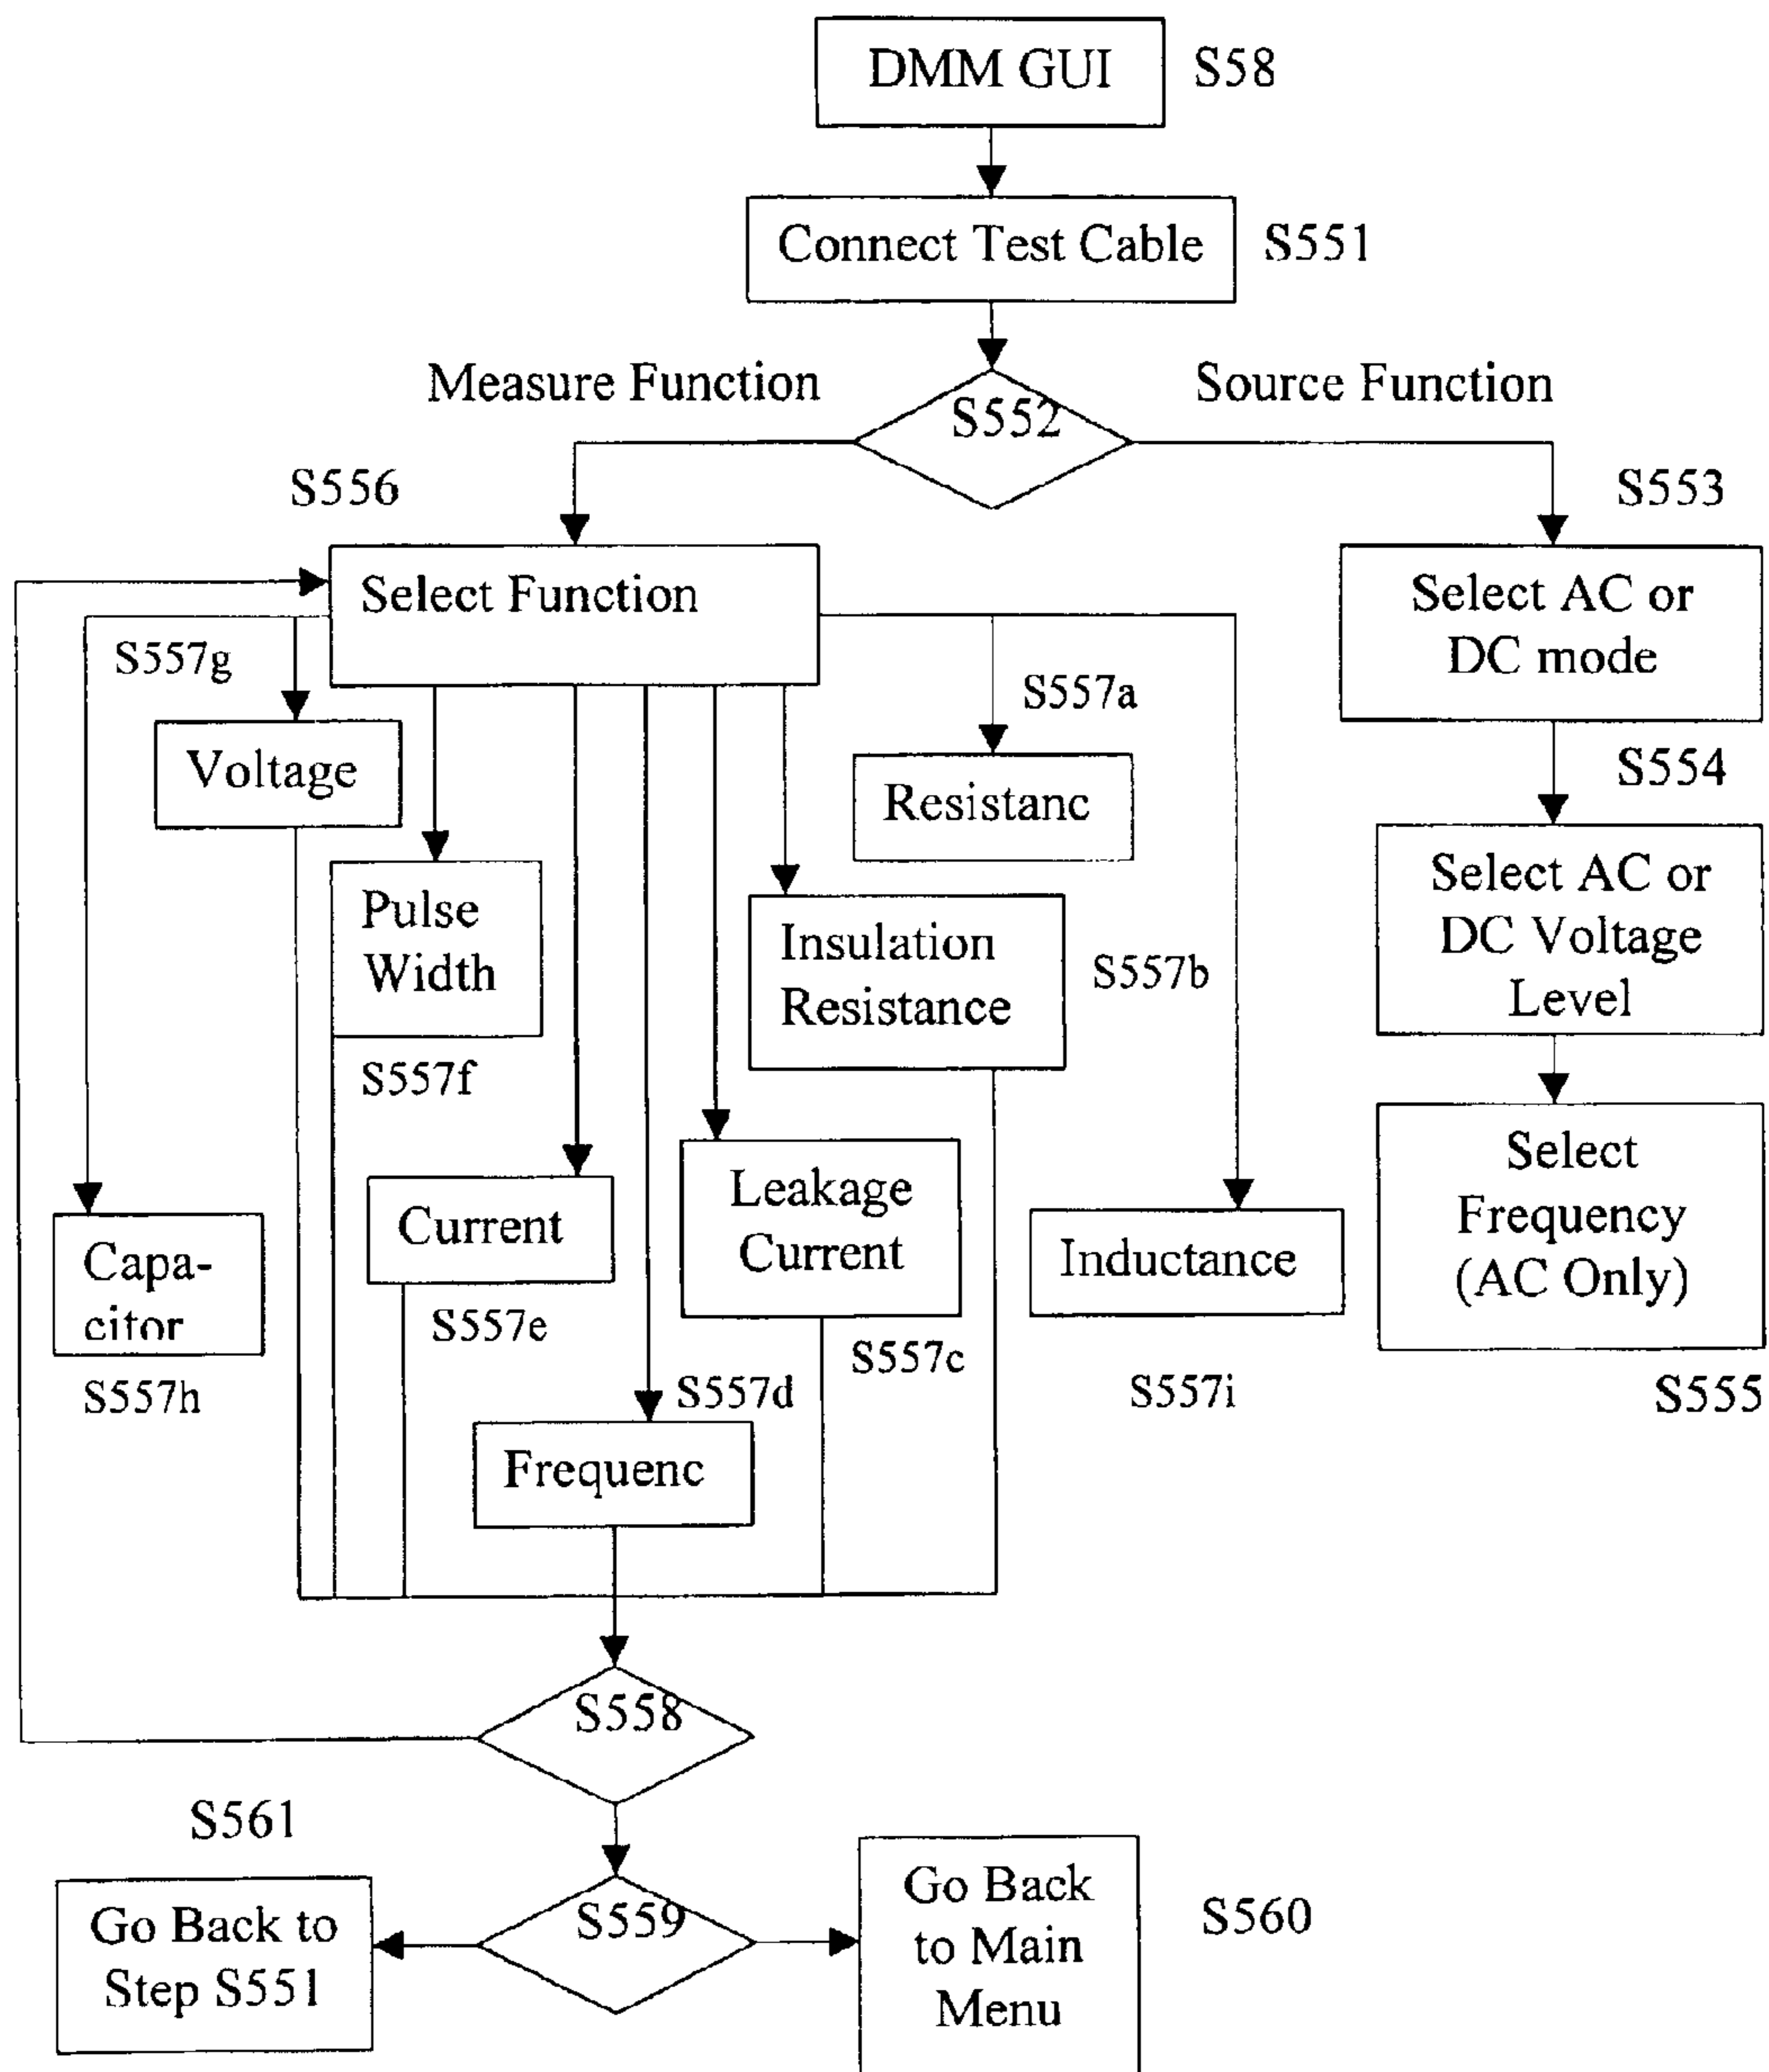 DMM GUI
S58
Connect Test Cable
S551
Measure Function
Source Function
S552
S556
S553
Select Function
Select AC or
DC mode
S557g
S557a
S554
Voltage
Resistanc
Pulse
Width
S557f
Insulation
Resistance
S557b
Select AC or
DC Voltage
Level
Capa-
citor
S557h
Current
S557e
Leakage
Current
S557c
Inductance
S557i
Select
Frequency
(AC Only)
S555
S557d
Frequenc
S558
S561
Go Back to
Step S551
S559
Go Back
to Main
Menu
S560